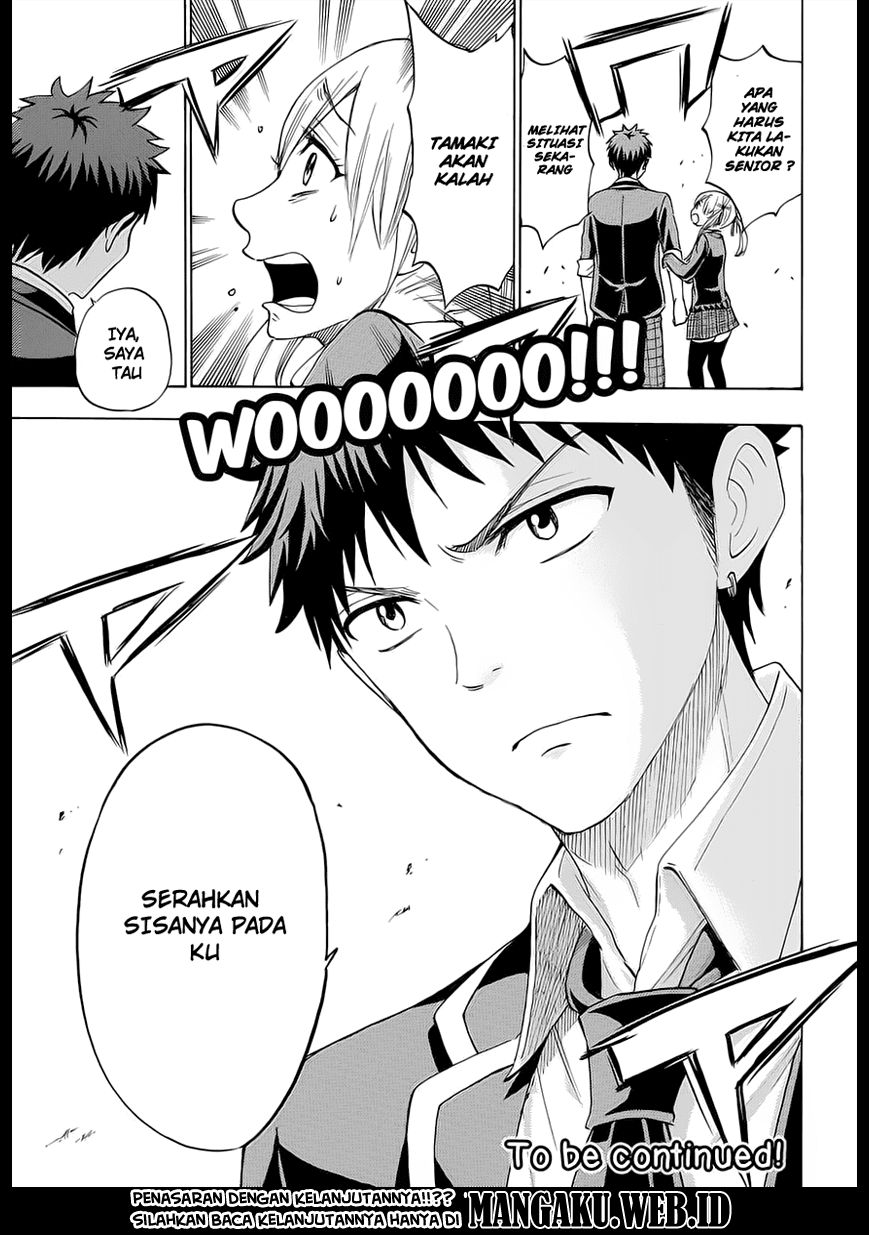 APA
YANG
HARUS
KITA LA-
KUKAN
SENIOR ?
MELIHAT
SITUASI
SEKA-
RANG
TAMAKI
AKAN
KALAH
IYA,
SAYA
TAU
WOOOOOOO!!!
SERAHKAN
SISANYA PADA
KU
To be continued!
PENASARAN DENGAN KELANJUTANNYA!!??
SILAHKAN BACA KELANJUTANNYA HANYA DI
MANGAKU.WEB.ID